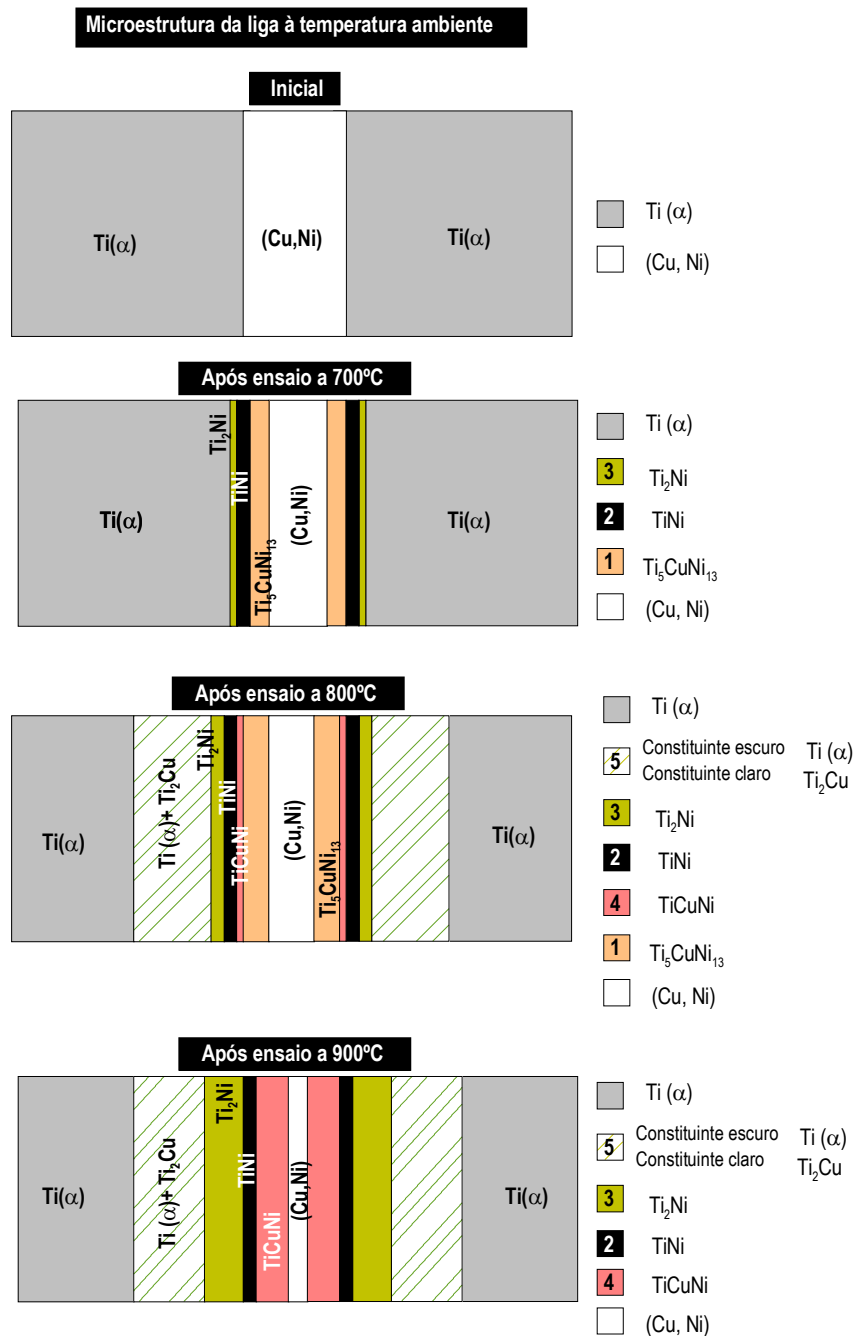 Microestrutura da liga à temperatura ambiente
Inicial
Ti(α)
(Cu,Ni)
Ti(α)
Ti (α)
(Cu, Ni)
Após ensaio a 700ºC
Ti(α)
Ti₂Ni
TiNi
Ti₅CuNi₁₃
(Cu,Ni)
Ti(α)
Ti (α)
3 Ti₂Ni
2 TiNi
1 Ti₅CuNi₁₃
(Cu, Ni)
Após ensaio a 800ºC
Ti(α)
Ti (α)+ Ti₂Cu
Ti₂Ni
TiNi
TiCuNi
(Cu,Ni)
Ti₅CuNi₁₃
Ti(α)
Ti (α)
5 Constituinte escuro Ti (α)
Constituinte claro Ti₂Cu
3 Ti₂Ni
2 TiNi
4 TiCuNi
1 Ti₅CuNi₁₃
(Cu, Ni)
Após ensaio a 900ºC
Ti(α)
Ti (α)+ Ti₂Cu
Ti₂Ni
TiNi
TiCuNi
(Cu,Ni)
Ti(α)
Ti (α)
5 Constituinte escuro Ti (α)
Constituinte claro Ti₂Cu
3 Ti₂Ni
2 TiNi
4 TiCuNi
(Cu, Ni)